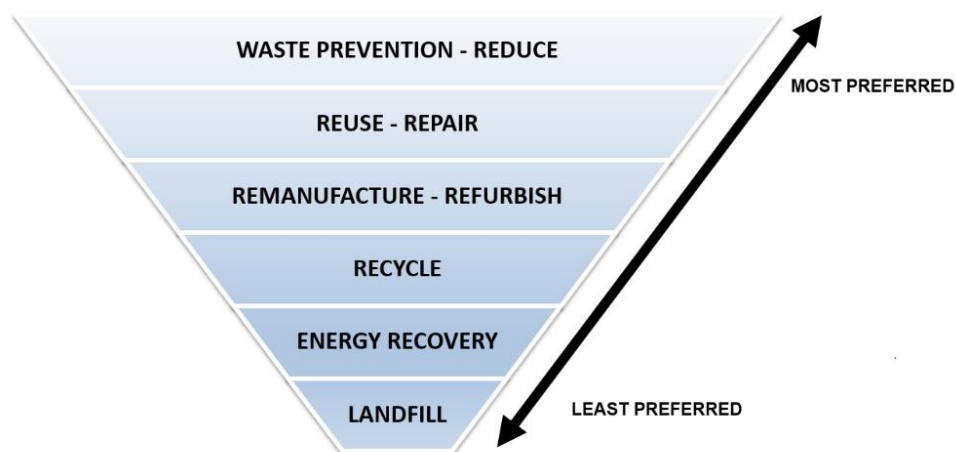 WASTE PREVENTION - REDUCE
MOST PREFERRED
REUSE - REPAIR
REMANUFACTURE - REFURBISH
RECYCLE
ENERGY RECOVERY
LANDFILL
LEAST PREFERRED